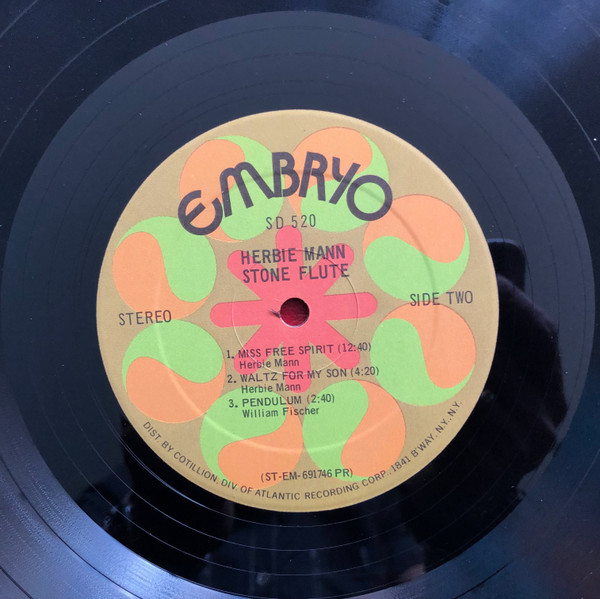 EMBRYO
SD 520
HERBIE MANN
STONE FLUTE
STEREO
SIDE TWO
1. MISS FREE SPIRIT (12:40)
Herbie Mann
2. WALTZ FOR MY SON (4:20)
Herbie Mann
3. PENDULUM (2:40)
William Fischer
(ST-EM-691746 PR)
DIST BY COTILLION, DIV. OF ATLANTIC RECORDING CORP., 1841 B'WAY, N.Y., N.Y.